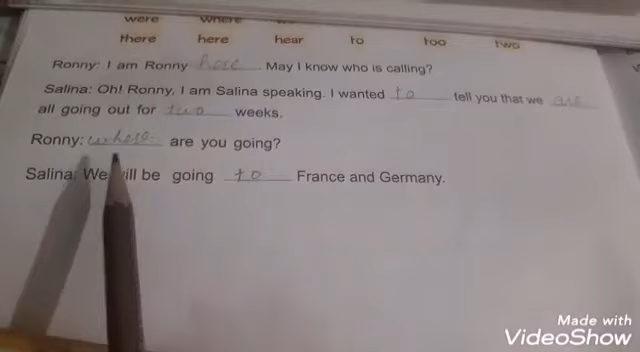 were where
there here hear to too two
Ronny: I am Ronny here May I know who is calling?
Salina: Oh! Ronny, I am Salina speaking. I wanted to tell you that we are
all going out for two weeks.
Ronny: where are you going?
Salina: We will be going to France and Germany.
Made with
VideoShow